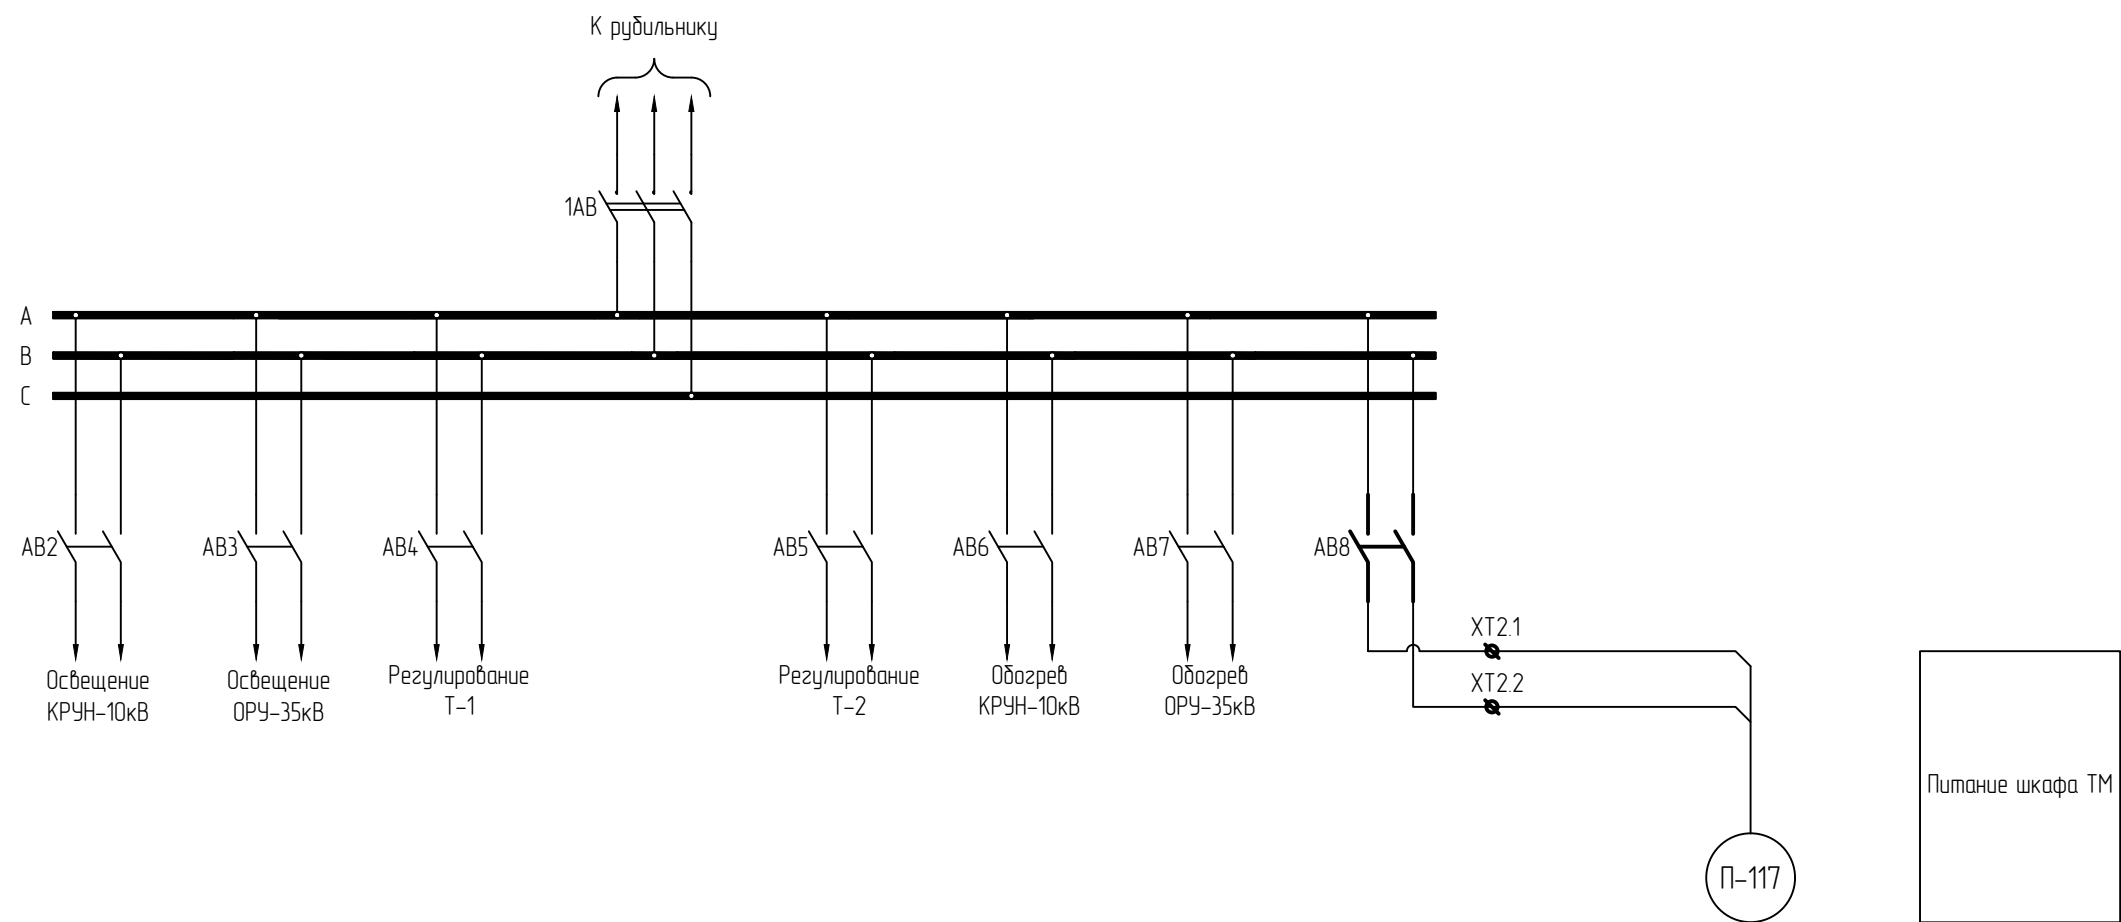 К рубильнику
1АВ
А
В
С
АВ2
АВ3
АВ4
АВ5
АВ6
АВ7
АВ8
ХТ2.1
ХТ2.2
Освещение
КРУН-10кВ
Освещение
ОРУ-35кВ
Регулирование
Т-1
Регулирование
Т-2
Обогрев
КРУН-10кВ
Обогрев
ОРУ-35кВ
Питание шкафа ТМ
П-117